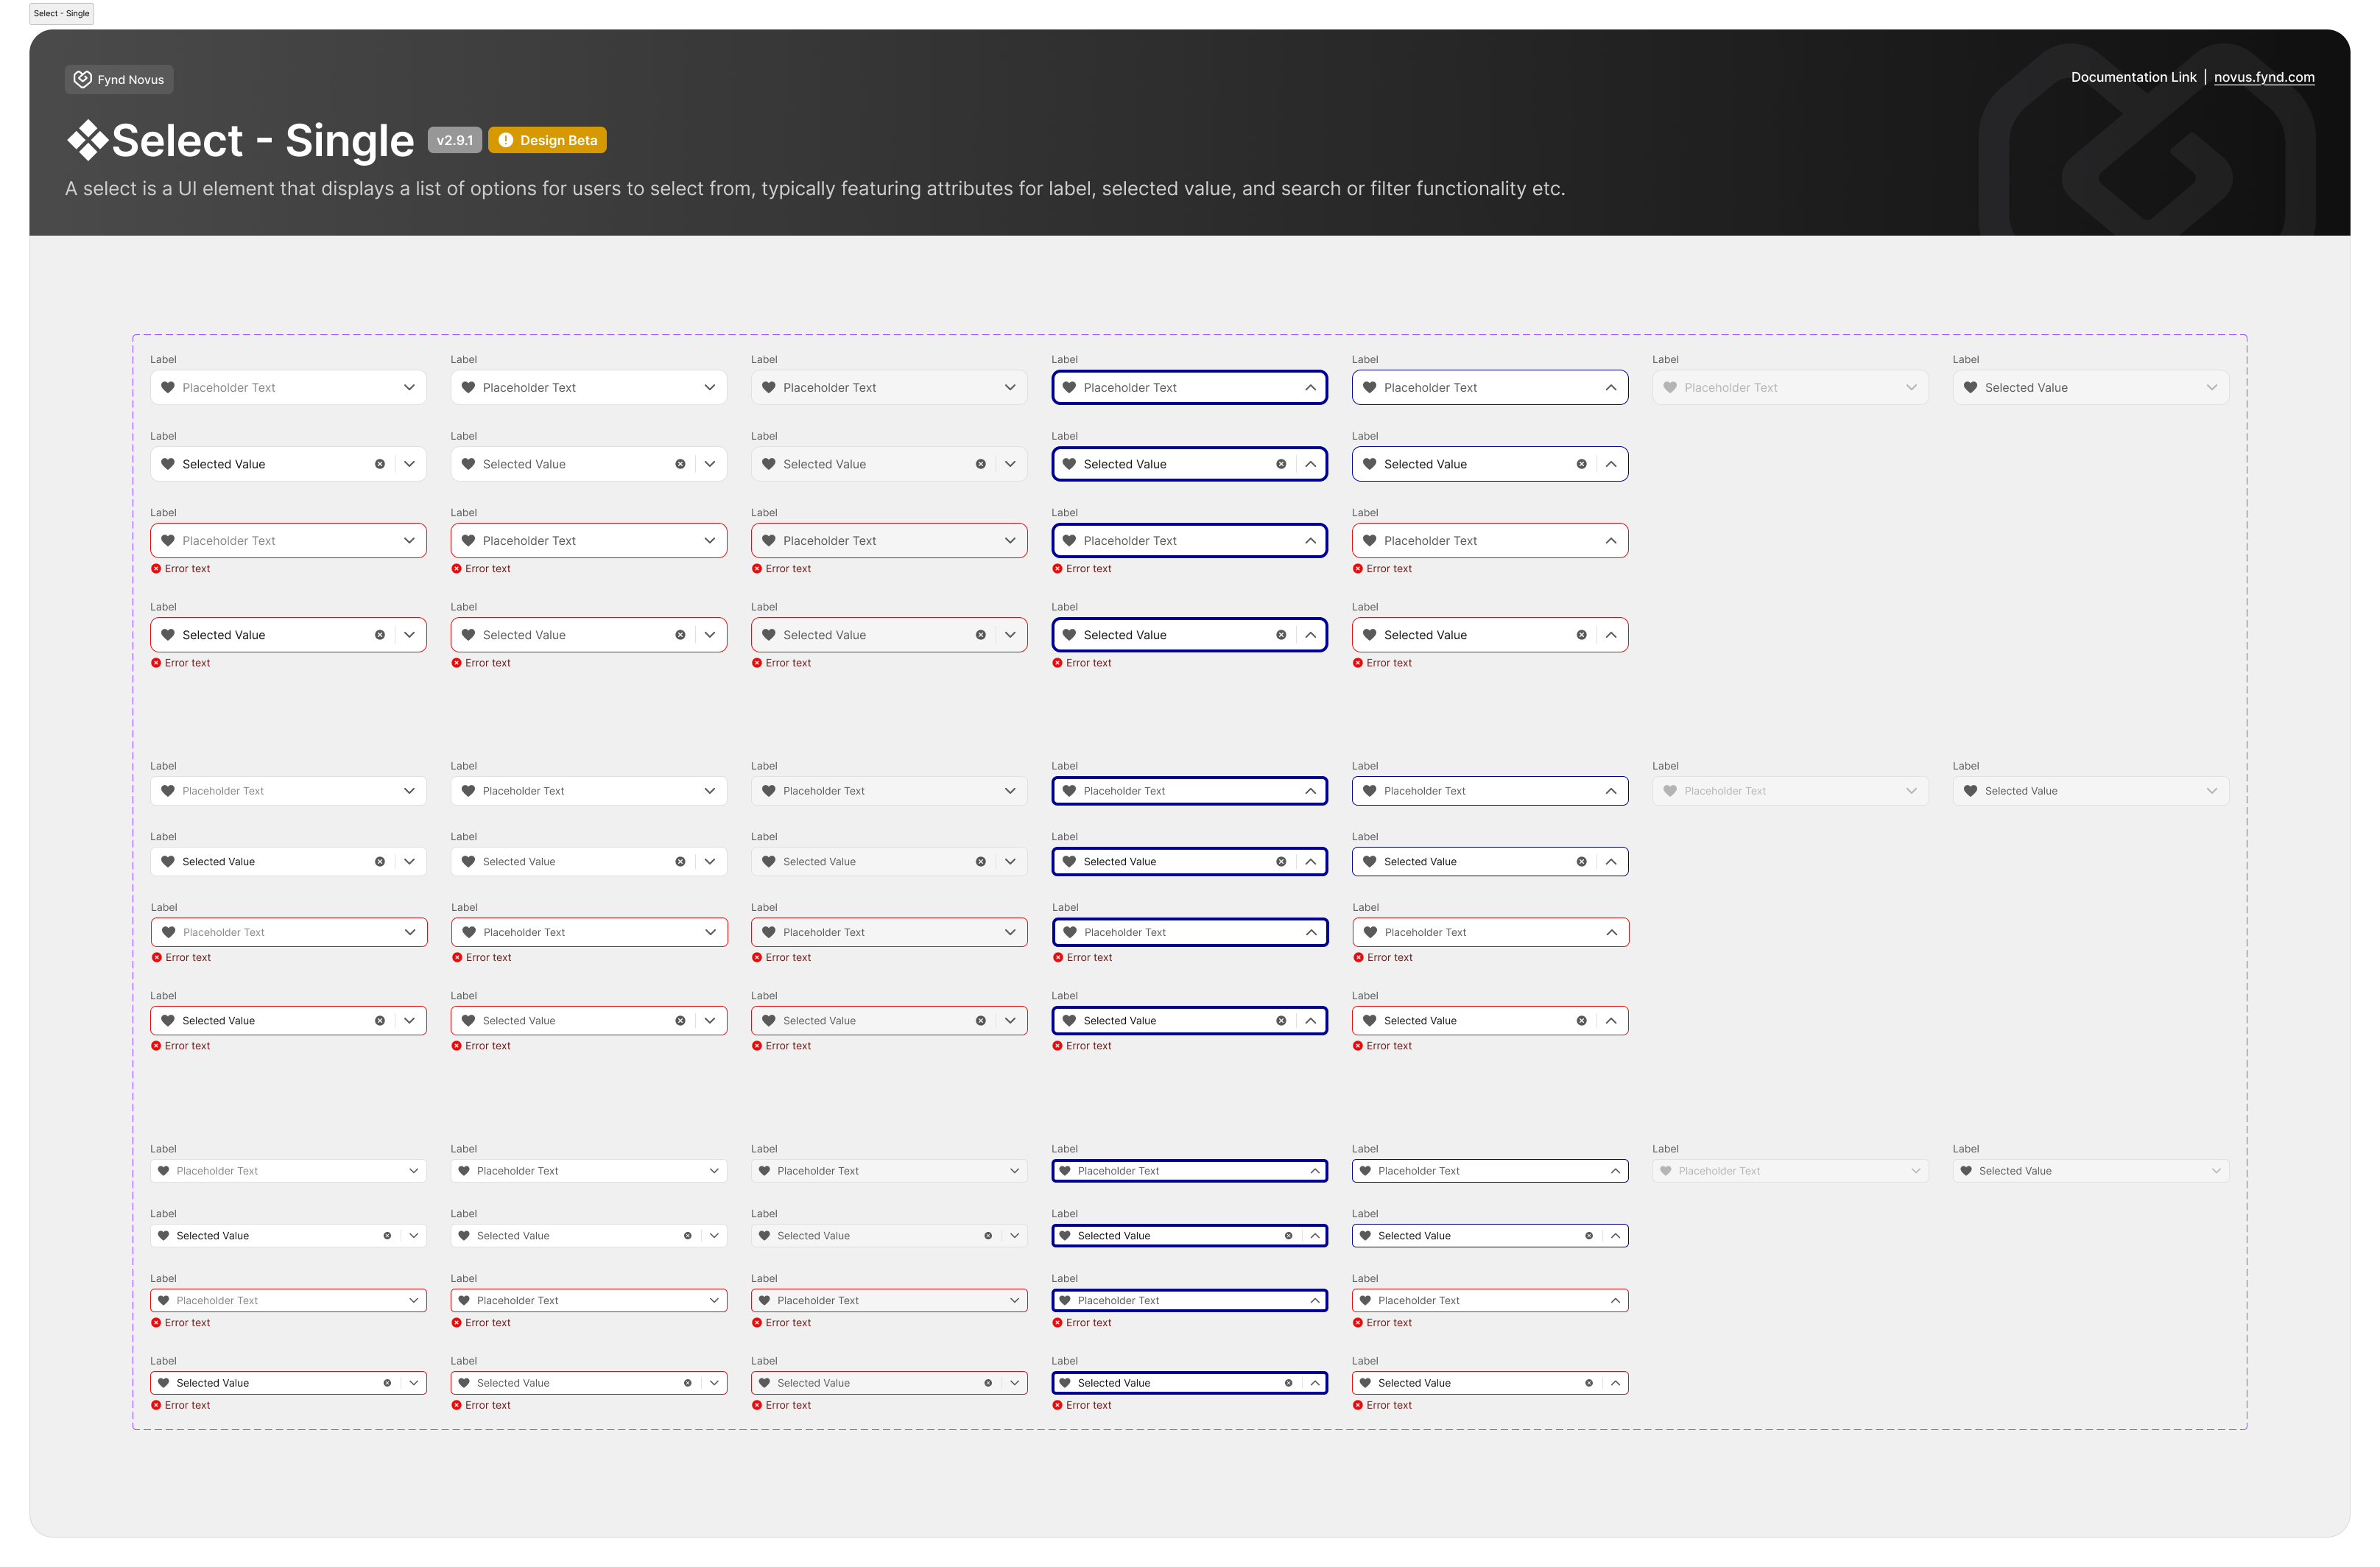 Select - Single
Fynd Novus
Documentation Link | novus.fynd.com
Select - Single v2.9.1 Design Beta
A select is a UI element that displays a list of options for users to select from, typically featuring attributes for label, selected value, and search or filter functionality etc.
Label Label Label Label Label Label Label
Placeholder Text Placeholder Text Placeholder Text Placeholder Text Placeholder Text Placeholder Text Selected Value
Label Label Label Label Label
Selected Value Selected Value Selected Value Selected Value Selected Value
Label Label Label Label Label
Placeholder Text Placeholder Text Placeholder Text Placeholder Text Placeholder Text
Error text Error text Error text Error text Error text
Label Label Label Label Label
Selected Value Selected Value Selected Value Selected Value Selected Value
Error text Error text Error text Error text Error text
Label Label Label Label Label Label Label
Placeholder Text Placeholder Text Placeholder Text Placeholder Text Placeholder Text Placeholder Text Selected Value
Label Label Label Label Label
Selected Value Selected Value Selected Value Selected Value Selected Value
Label Label Label Label Label
Placeholder Text Placeholder Text Placeholder Text Placeholder Text Placeholder Text
Error text Error text Error text Error text Error text
Label Label Label Label Label
Selected Value Selected Value Selected Value Selected Value Selected Value
Error text Error text Error text Error text Error text
Label Label Label Label Label Label Label
Placeholder Text Placeholder Text Placeholder Text Placeholder Text Placeholder Text Placeholder Text Selected Value
Label Label Label Label Label
Selected Value Selected Value Selected Value Selected Value Selected Value
Label Label Label Label Label
Placeholder Text Placeholder Text Placeholder Text Placeholder Text Placeholder Text
Error text Error text Error text Error text Error text
Label Label Label Label Label
Selected Value Selected Value Selected Value Selected Value Selected Value
Error text Error text Error text Error text Error text